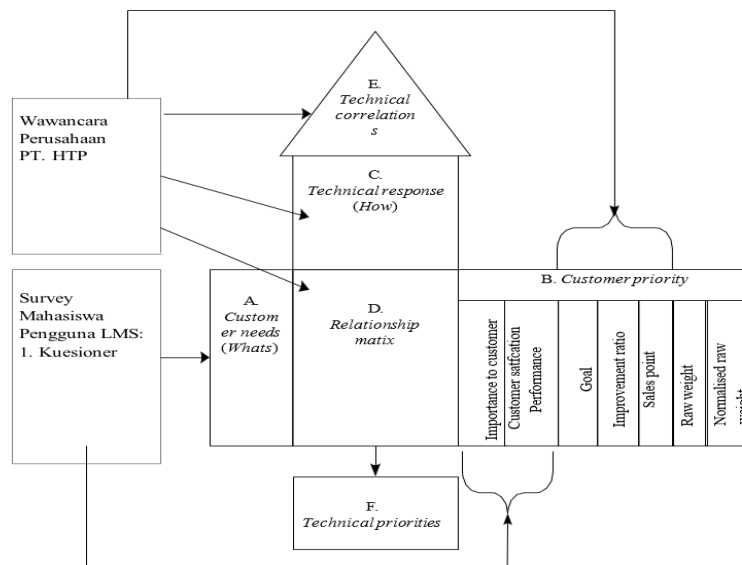 E.
Technical
correlation
s
Wawancara
Perusahaan
PT. HTP
C.
Technical response
(How)
Survey
Mahasiswa
Pengguna LMS:
1. Kuesioner
A.
Custom
er needs
(Whats)
D.
Relationship
matix
B. Customer priority
Importance to customer
Customer satfcation
Performance
Goal
Improvement ratio
Sales point
Raw weight
Normalised raw
weight
F.
Technical priorities